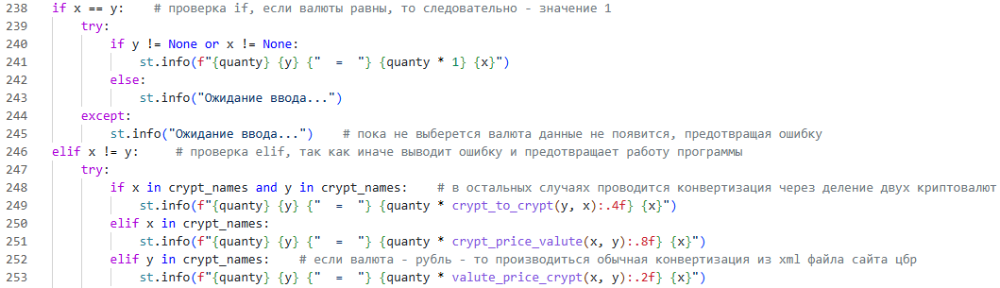 238 if x == y:    # проверка if, если валюты равны, то следовательно - значение 1
239     try:
240         if y != None or x != None:
241             st.info(f"{quanty} {y} {"  =  "} {quanty * 1} {x}")
242         else:
243             st.info("Ожидание ввода...")
244     except:
245         st.info("Ожидание ввода...")    # пока не выберется валюта данные не появится, предотвращая ошибку
246 elif x != y:     # проверка elif, так как иначе выводит ошибку и предотвращает работу программы
247     try:
248         if x in crypt_names and y in crypt_names:    # в остальных случаях проводится конвертизация через деление двух криптовалют
249             st.info(f"{quanty} {y} {"  =  "} {quanty * crypt_to_crypt(y, x):.4f} {x}")
250         elif x in crypt_names:
251             st.info(f"{quanty} {y} {"  =  "} {quanty * crypt_price_valute(x, y):.8f} {x}")
252         elif y in crypt_names:    # если валюта - рубль - то производиться обычная конвертизация из xml файла сайта цбр
253             st.info(f"{quanty} {y} {"  =  "} {quanty * valute_price_crypt(x, y):.2f} {x}")